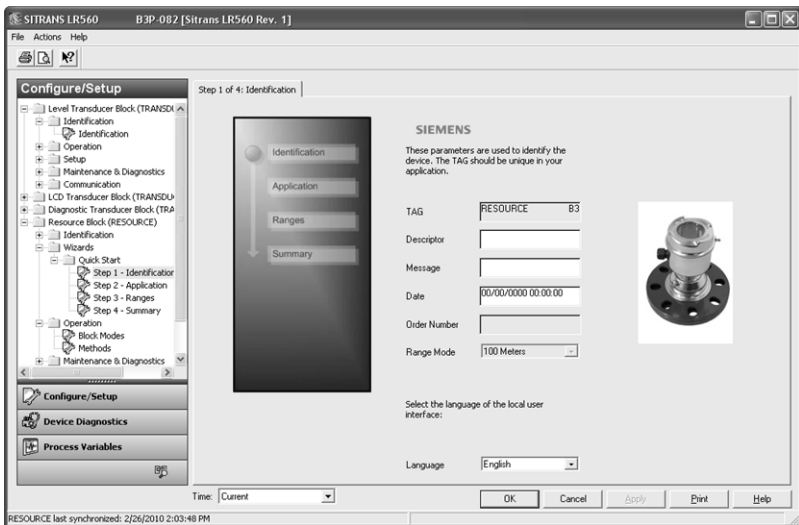 SITRANS LR560 B3P-082 [Sitrans LR560 Rev. 1]
File Actions Help
Configure/Setup
Level Transducer Block (TRANSDU
Identification
Identification
Operation
Setup
Maintenance & Diagnostics
Communication
LCD Transducer Block (TRANSDU
Diagnostic Transducer Block (TRA
Resource Block (RESOURCE)
Identification
Wizards
Quick Start
Step 1 - Identification
Step 2 - Application
Step 3 - Ranges
Step 4 - Summary
Operation
Block Modes
Methods
Maintenance & Diagnostics
Configure/Setup
Device Diagnostics
Process Variables
Step 1 of 4: Identification
Identification
Application
Ranges
Summary
SIEMENS
These parameters are used to identify the
device. The TAG should be unique in your
application.
TAG RESOURCE B3
Descriptor
Message
Date 00/00/0000 00:00:00
Order Number
Range Mode 100 Meters
Select the language of the local user
interface:
Language English
Time: Current
OK Cancel Apply Print Help
RESOURCE last synchronized: 2/26/2010 2:03:48 PM